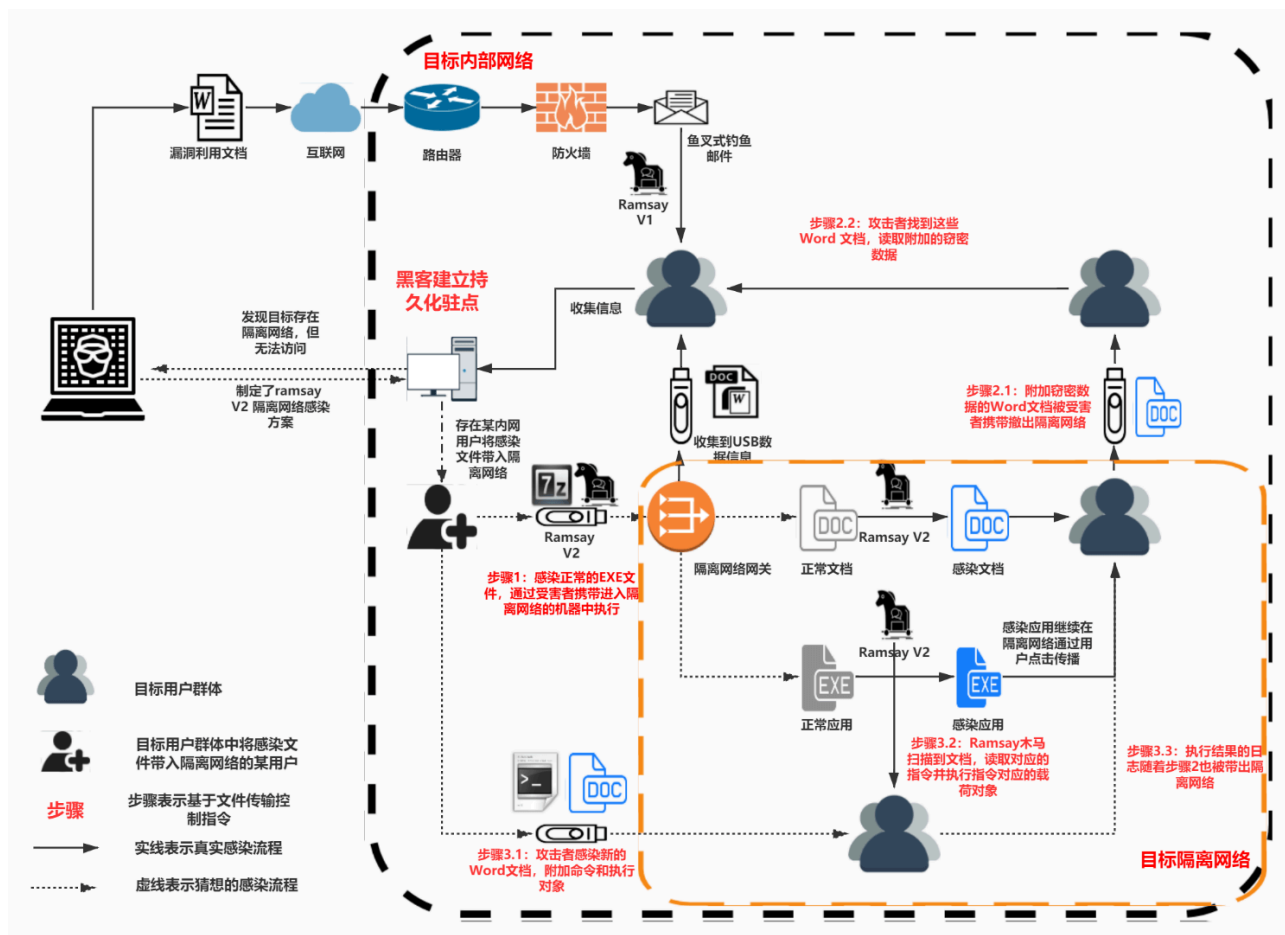 目标内部网络
W
漏洞利用文档
互联网
路由器
防火墙
鱼叉式钓鱼
邮件
Ramsay
V1
步骤2.2：攻击者找到这些
Word 文档，读取附加的窃密
数据
黑客建立持
久化驻点
收集信息
发现目标存在
隔离网络，但
无法访问
制定了ramsay
V2 隔离网络感染
方案
DOC
W
收集到USB数
据信息
步骤2.1：附加窃密数
据的Word文档被受害
者携带撤出隔离网络
DOC
存在某内网
用户将感染
文件带入隔
离网络
7z
Ramsay
V2
步骤1：感染正常的EXE文
件，通过受害者携带进入隔
离网络的机器中执行
隔离网络网关
DOC
正常文档
Ramsay V2
DOC
感染文档
Ramsay V2
感染应用继续在
隔离网络通过用
户点击传播
EXE
正常应用
EXE
感染应用
步骤3.2：Ramsay木马
扫描到文档，读取对应的
指令并执行指令对应的载
荷对象
步骤3.3：执行结果的日
志随着步骤2也被带出隔
离网络
>_
DOC
步骤3.1：攻击者感染新的
Word文档，附加命令和执行
对象
目标隔离网络
目标用户群体
目标用户群体中将感染文
件带入隔离网络的某用户
步骤
步骤表示基于文件传输控
制指令
实线表示真实感染流程
虚线表示猜想的感染流程